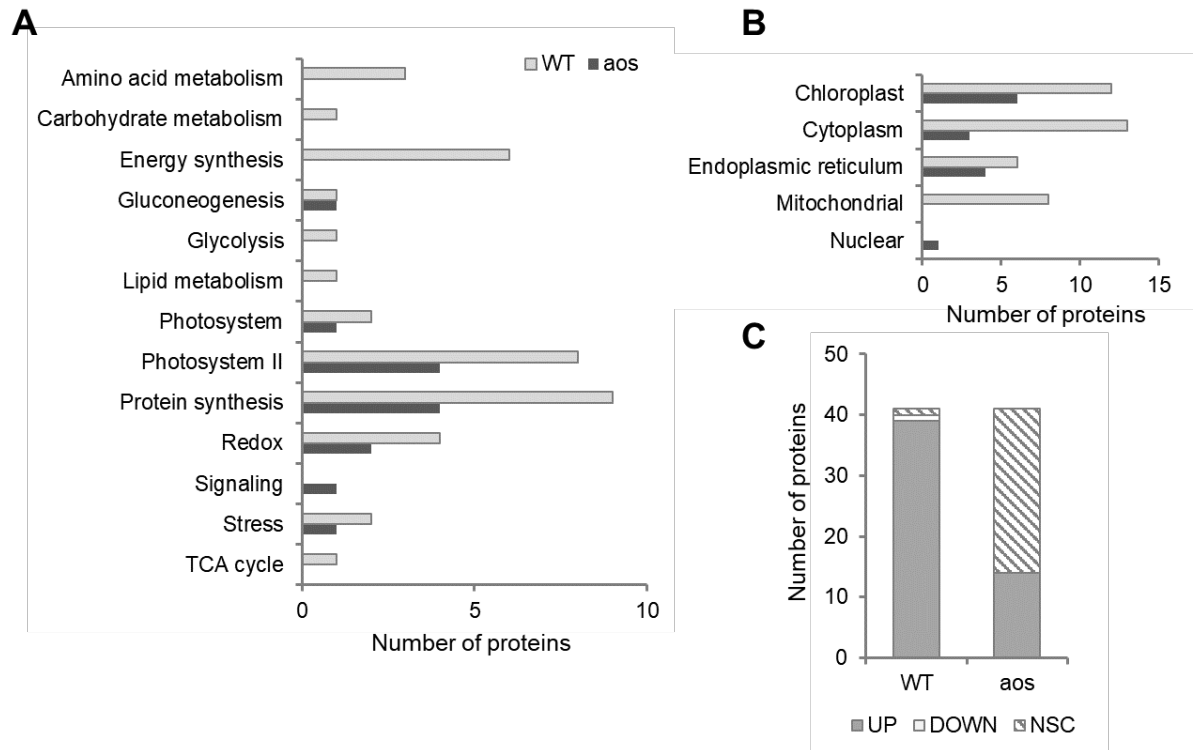 A
WT aos
Amino acid metabolism
Carbohydrate metabolism
Energy synthesis
Gluconeogenesis
Glycolysis
Lipid metabolism
Photosystem
Photosystem II
Protein synthesis
Redox
Signaling
Stress
TCA cycle
0 5 10
Number of proteins
B
Chloroplast
Cytoplasm
Endoplasmic reticulum
Mitochondrial
Nuclear
0 5 10 15
Number of proteins
C
Number of proteins
50
40
30
20
10
0
WT aos
UP DOWN NSC